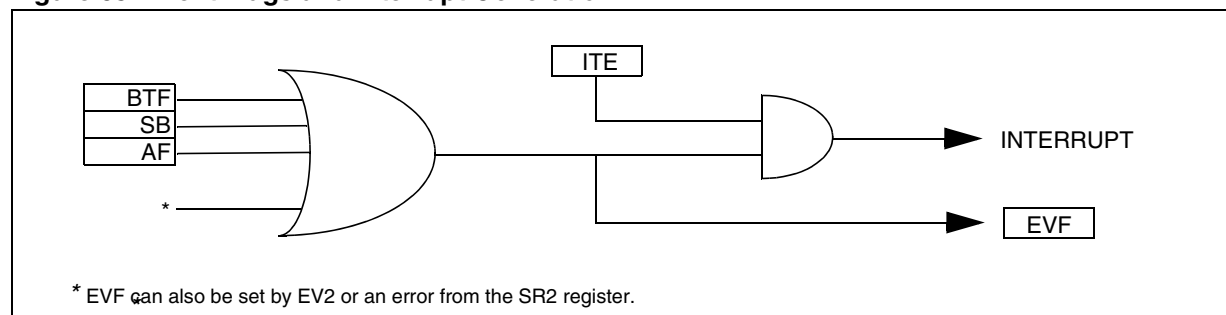 ITE
BTF
SB
AF
*
INTERRUPT
EVF
* EVF can also be set by EV2 or an error from the SR2 register.
*